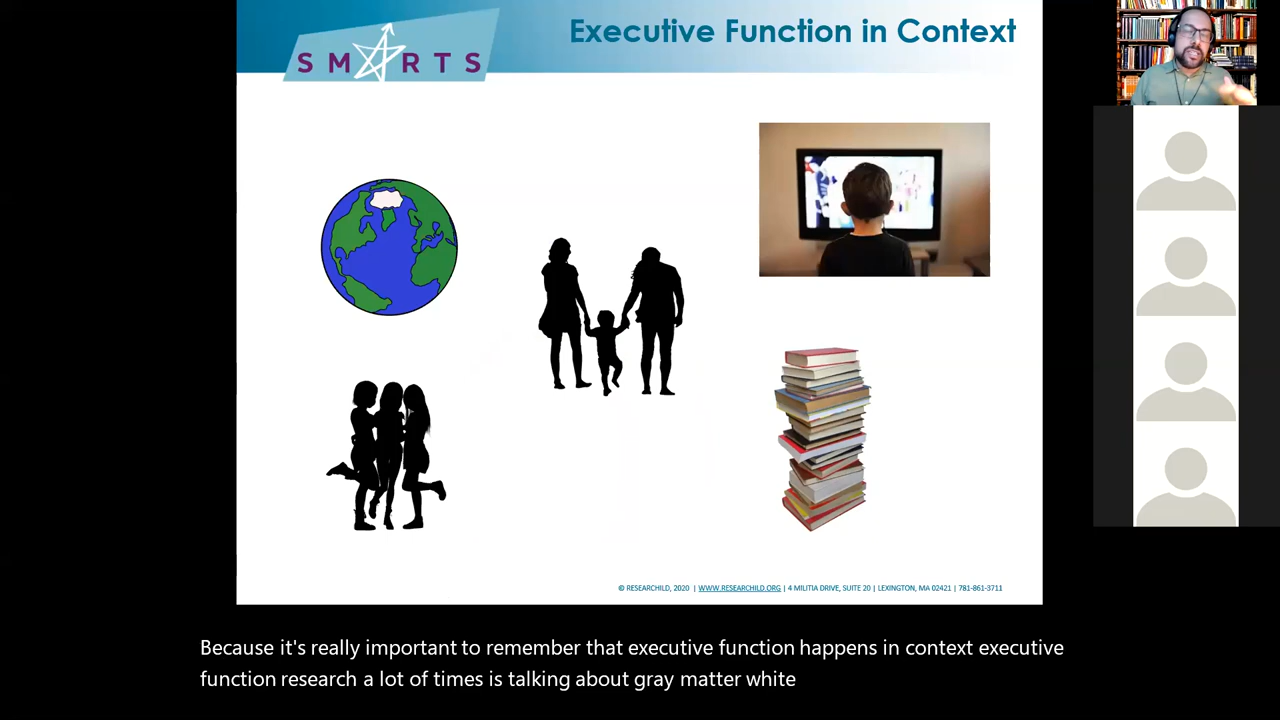 Executive Function in Context
SMARTS
© RESEARCHILD, 2020 | WWW.RESEARCHILD.ORG | 4 MILITIA DRIVE, SUITE 20 | LEXINGTON, MA 02421 | 781-861-3711
Because it's really important to remember that executive function happens in context executive
function research a lot of times is talking about gray matter white